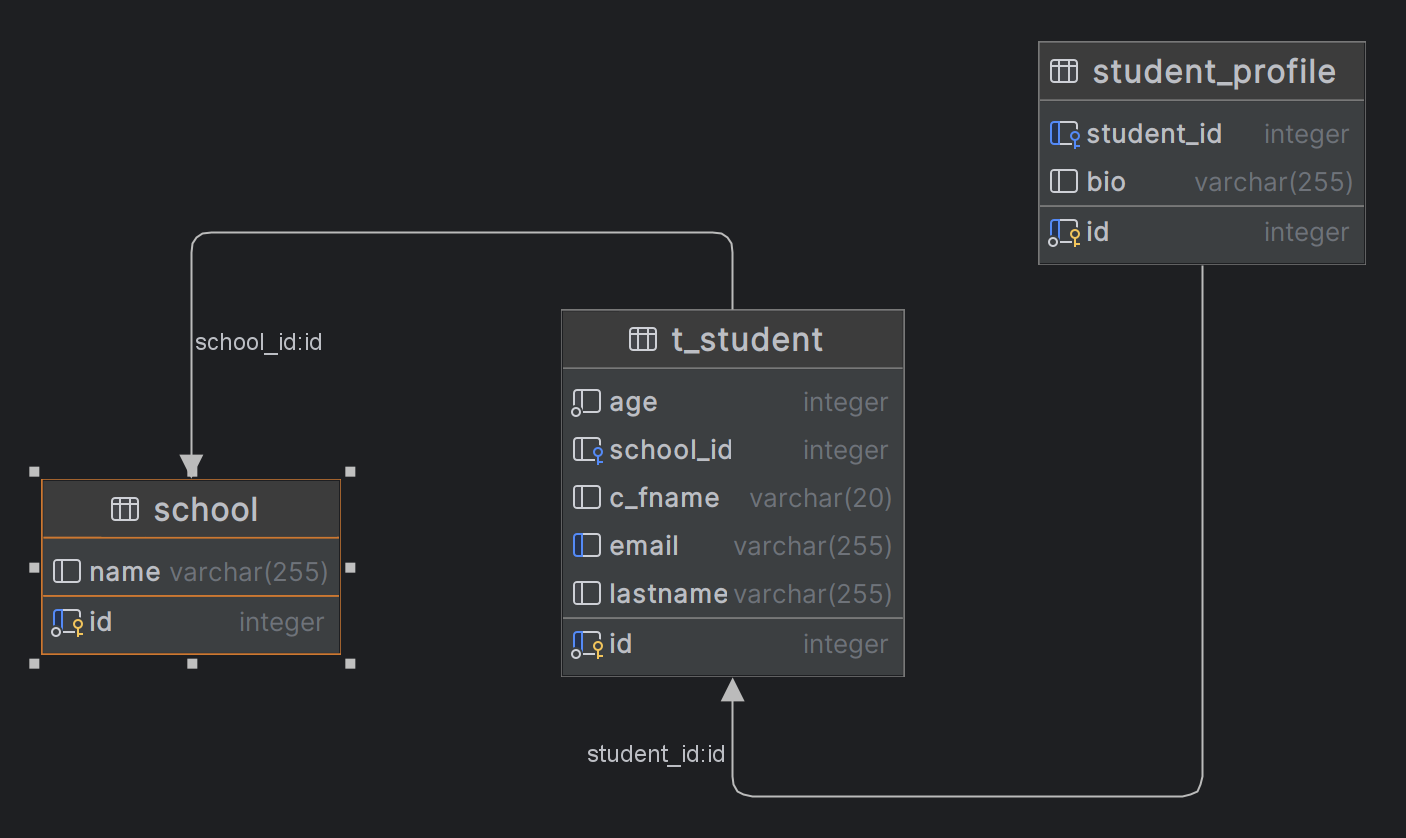 student_profile
student_id integer
bio varchar(255)
id integer
school_id:id
t_student
age integer
school_id integer
c_fname varchar(20)
email varchar(255)
lastname varchar(255)
id integer
school
name varchar(255)
id integer
student_id:id